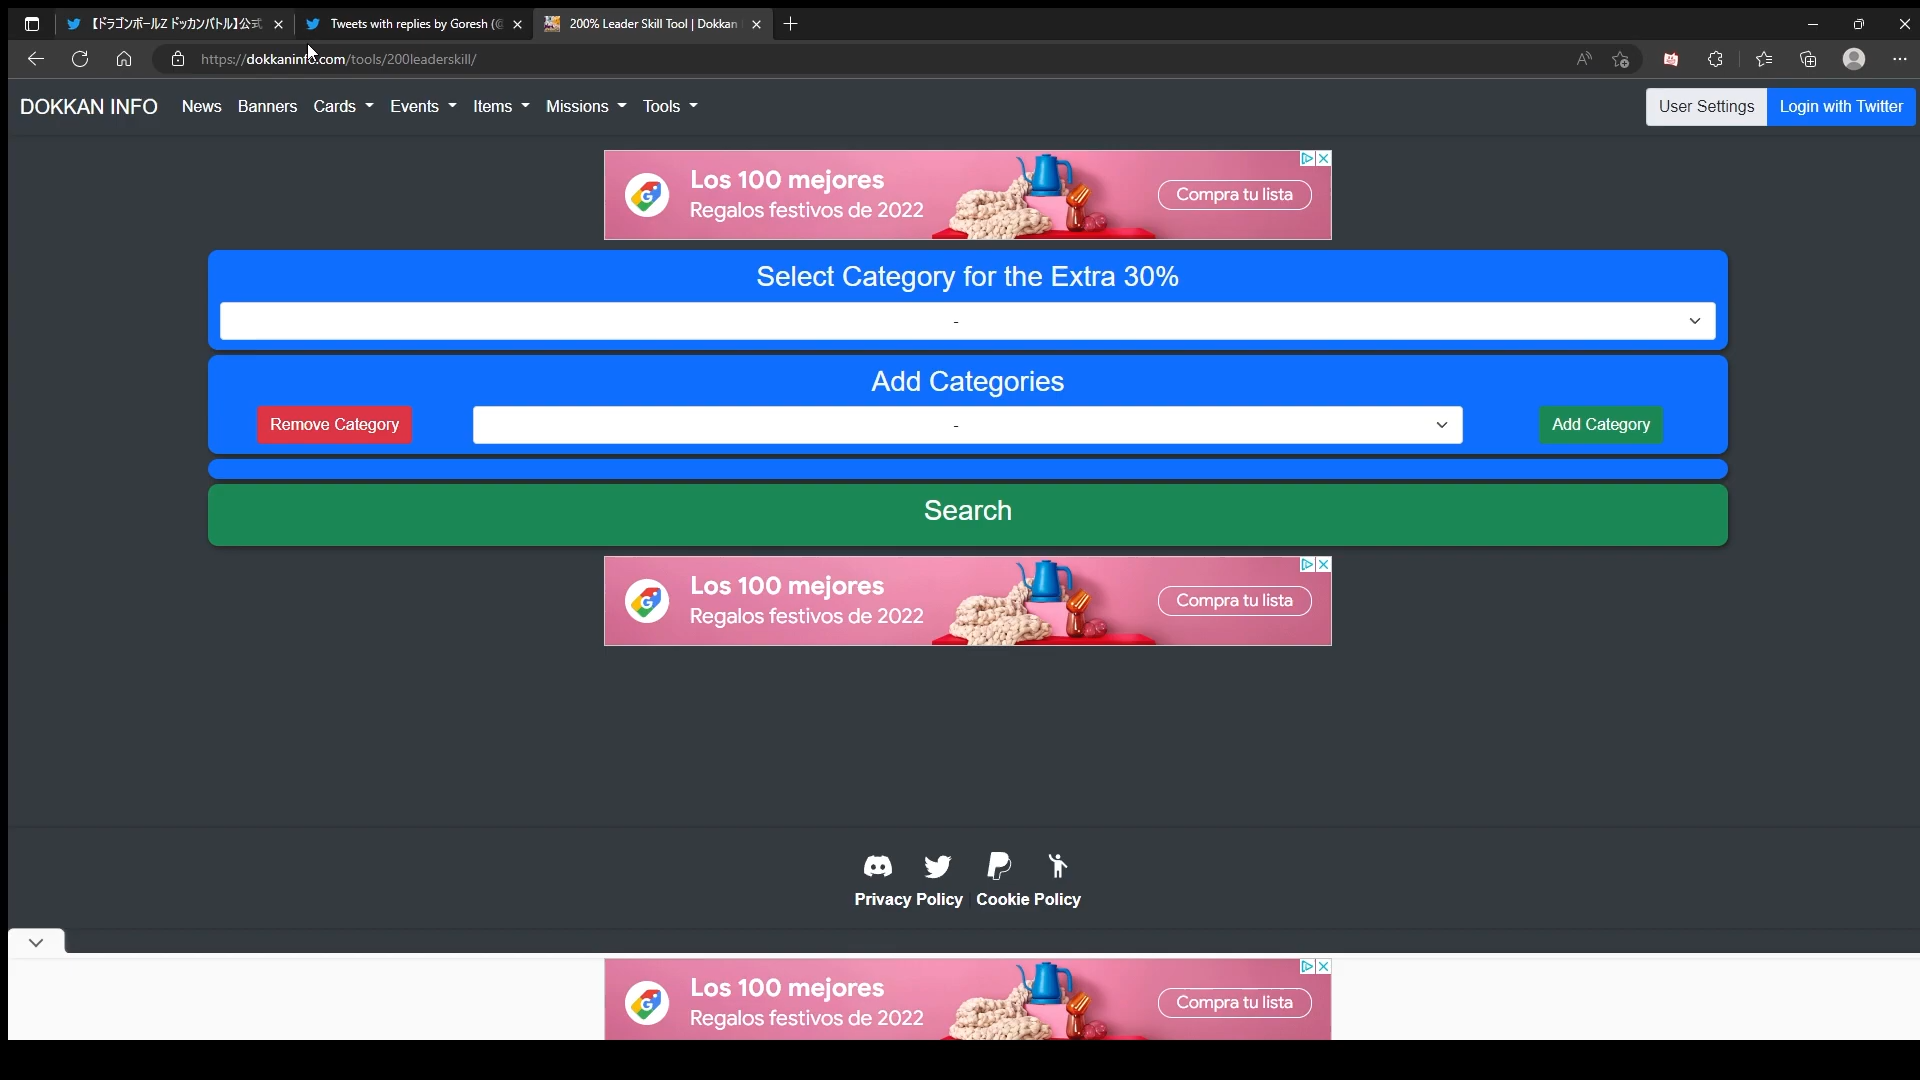 【ドラゴンボールZ ドッカンバトル】公式
Tweets with replies by Goresh (@
200% Leader Skill Tool | Dokkan
https://dokkaninfo.com/tools/200leaderskill/
DOKKAN INFO News Banners Cards Events Items Missions Tools User Settings Login with Twitter
Los 100 mejores
Regalos festivos de 2022
Compra tu lista
Select Category for the Extra 30%
-
Add Categories
Remove Category - Add Category
Search
Los 100 mejores
Regalos festivos de 2022
Compra tu lista
Privacy Policy Cookie Policy
Los 100 mejores
Regalos festivos de 2022
Compra tu lista